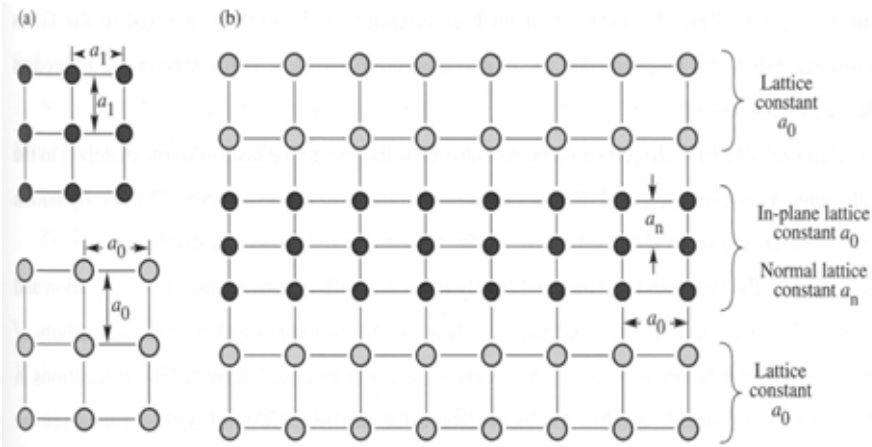 (a)
a₁
a₁
a₀
a₀
(b)
Lattice
constant
a₀
aₙ
In-plane lattice
constant a₀
Normal lattice
constant aₙ
a₀
Lattice
constant
a₀